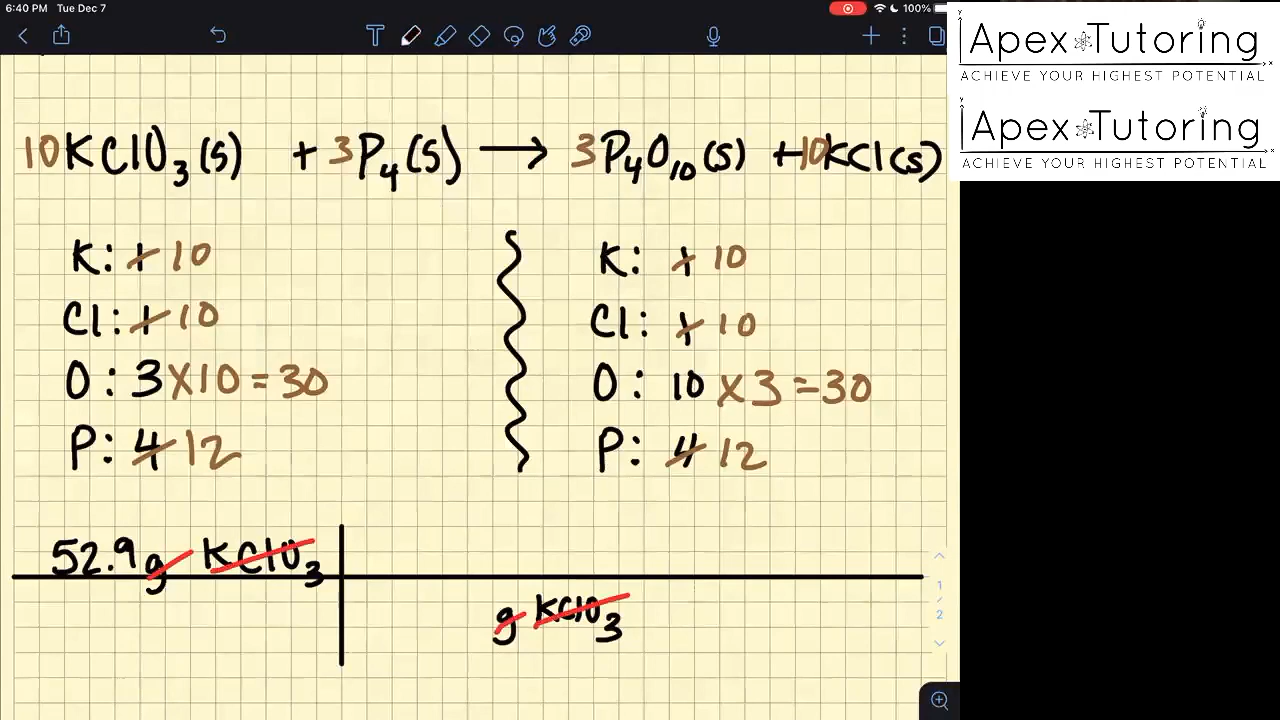 6:40 PM Tue Dec 7
100%
T
Apex Tutoring
ACHIEVE YOUR HIGHEST POTENTIAL
Apex Tutoring
ACHIEVE YOUR HIGHEST POTENTIAL
10KClO₃(s) + 3P₄(s) → 3P₄O₁₀(s) + 10KCl(s)
K: 1 10
K: 1 10
Cl: 1 10
Cl: 1 10
O: 3 X 10 = 30
O: 10 X 3 = 30
P: 4 12
P: 4 12
52.9g KClO₃
g KClO₃
1
/
2